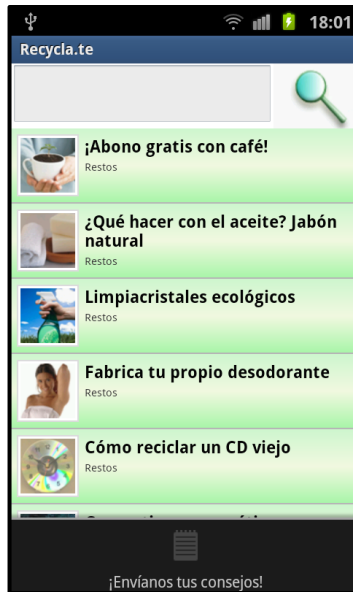 18:01
Recycla.te
¡Abono gratis con café!
Restos
¿Qué hacer con el aceite? Jabón
natural
Restos
Limpiacristales ecológicos
Restos
Fabrica tu propio desodorante
Restos
Cómo reciclar un CD viejo
Restos
¡Envíanos tus consejos!